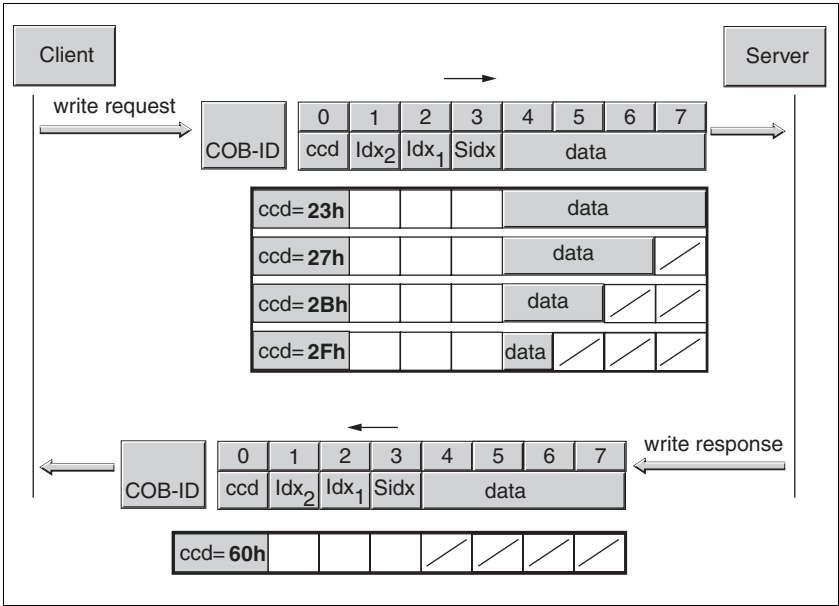 Client
Server
write request
COB-ID
0 1 2 3 4 5 6 7
ccd Idx2 Idx1 Sidx data
ccd= 23h data
ccd= 27h data
ccd= 2Bh data
ccd= 2Fh data
write response
COB-ID
0 1 2 3 4 5 6 7
ccd Idx2 Idx1 Sidx data
ccd= 60h